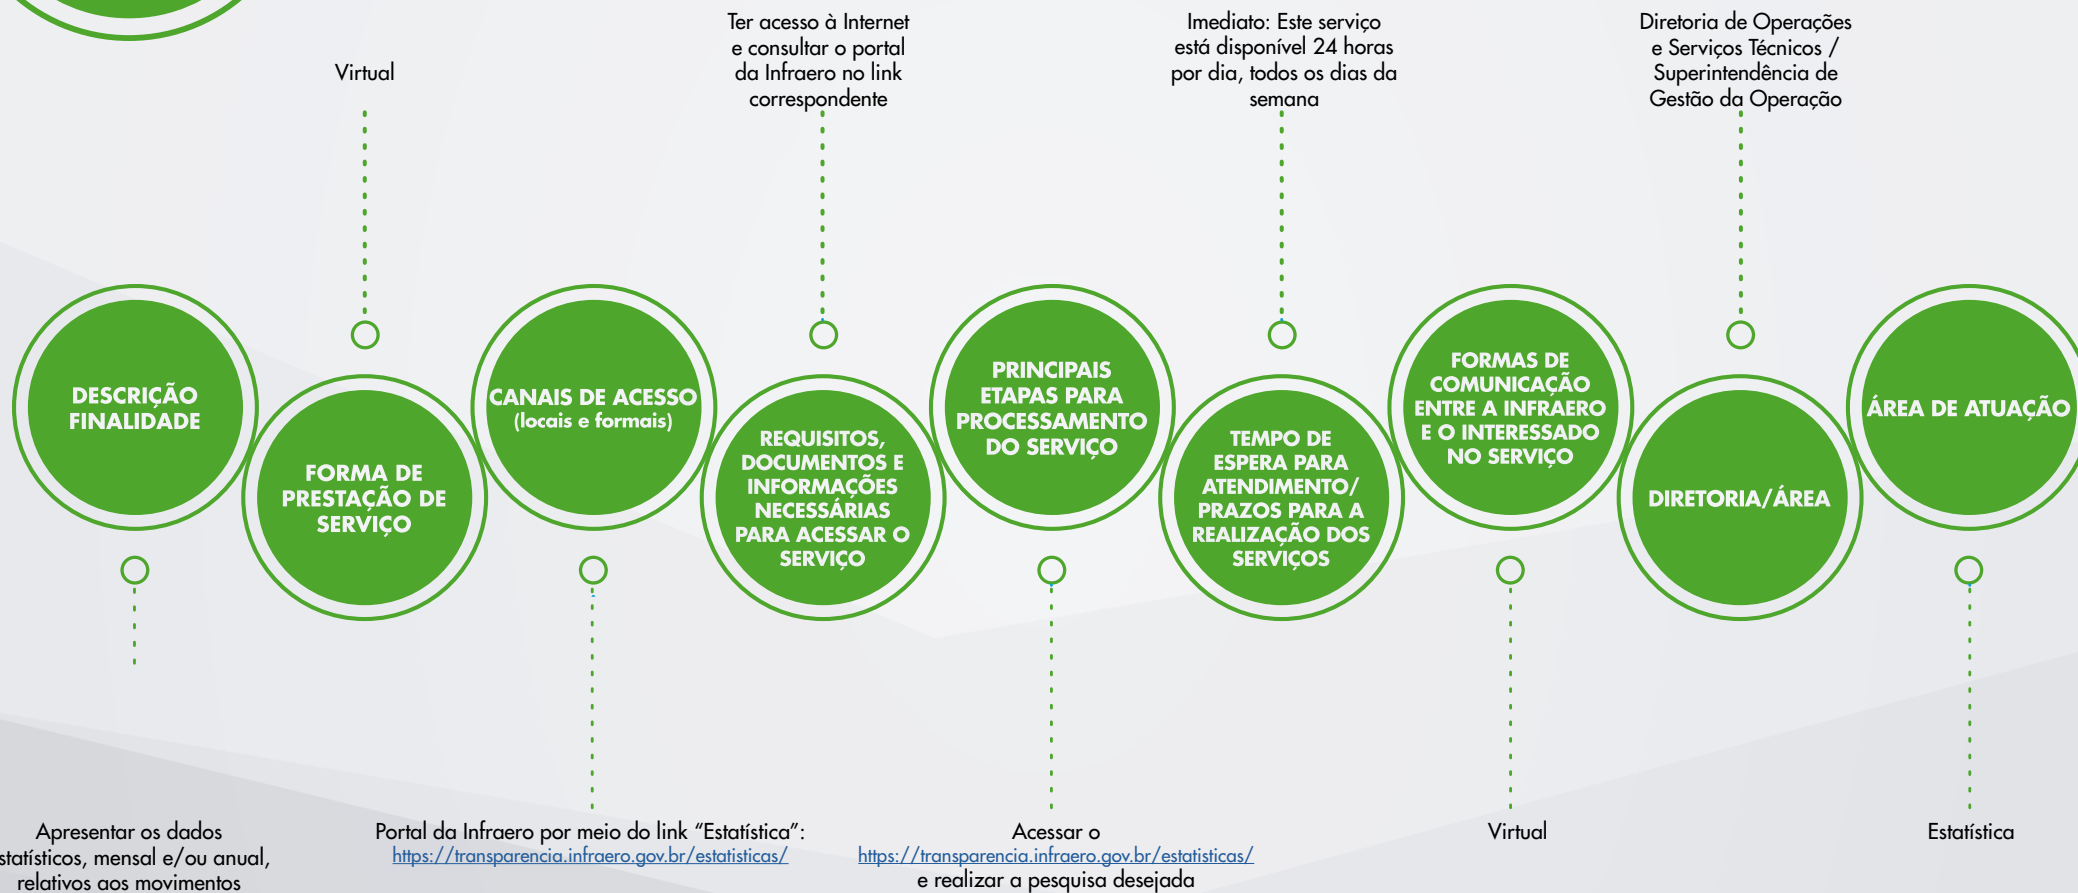 Virtual
Ter acesso à Internet
e consultar o portal
da Infraero no link
correspondente
Imediato: Este serviço
está disponível 24 horas
por dia, todos os dias da
semana
Diretoria de Operações
e Serviços Técnicos /
Superintendência de
Gestão da Operação
DESCRIÇÃO
FINALIDADE
FORMA DE
PRESTAÇÃO DE
SERVIÇO
CANAIS DE ACESSO
(locais e formais)
REQUISITOS,
DOCUMENTOS E
INFORMAÇÕES
NECESSÁRIAS
PARA ACESSAR O
SERVIÇO
PRINCIPAIS
ETAPAS PARA
PROCESSAMENTO
DO SERVIÇO
TEMPO DE
ESPERA PARA
ATENDIMENTO/
PRAZOS PARA A
REALIZAÇÃO DOS
SERVIÇOS
FORMAS DE
COMUNICAÇÃO
ENTRE A INFRAERO
E O INTERESSADO
NO SERVIÇO
DIRETORIA/ÁREA
ÁREA DE ATUAÇÃO
Apresentar os dados
statísticos, mensal e/ou anual,
relativos aos movimentos
Portal da Infraero por meio do link “Estatística”:
https://transparencia.infraero.gov.br/estatisticas/
Acessar o
https://transparencia.infraero.gov.br/estatisticas/
e realizar a pesquisa desejada
Virtual
Estatística